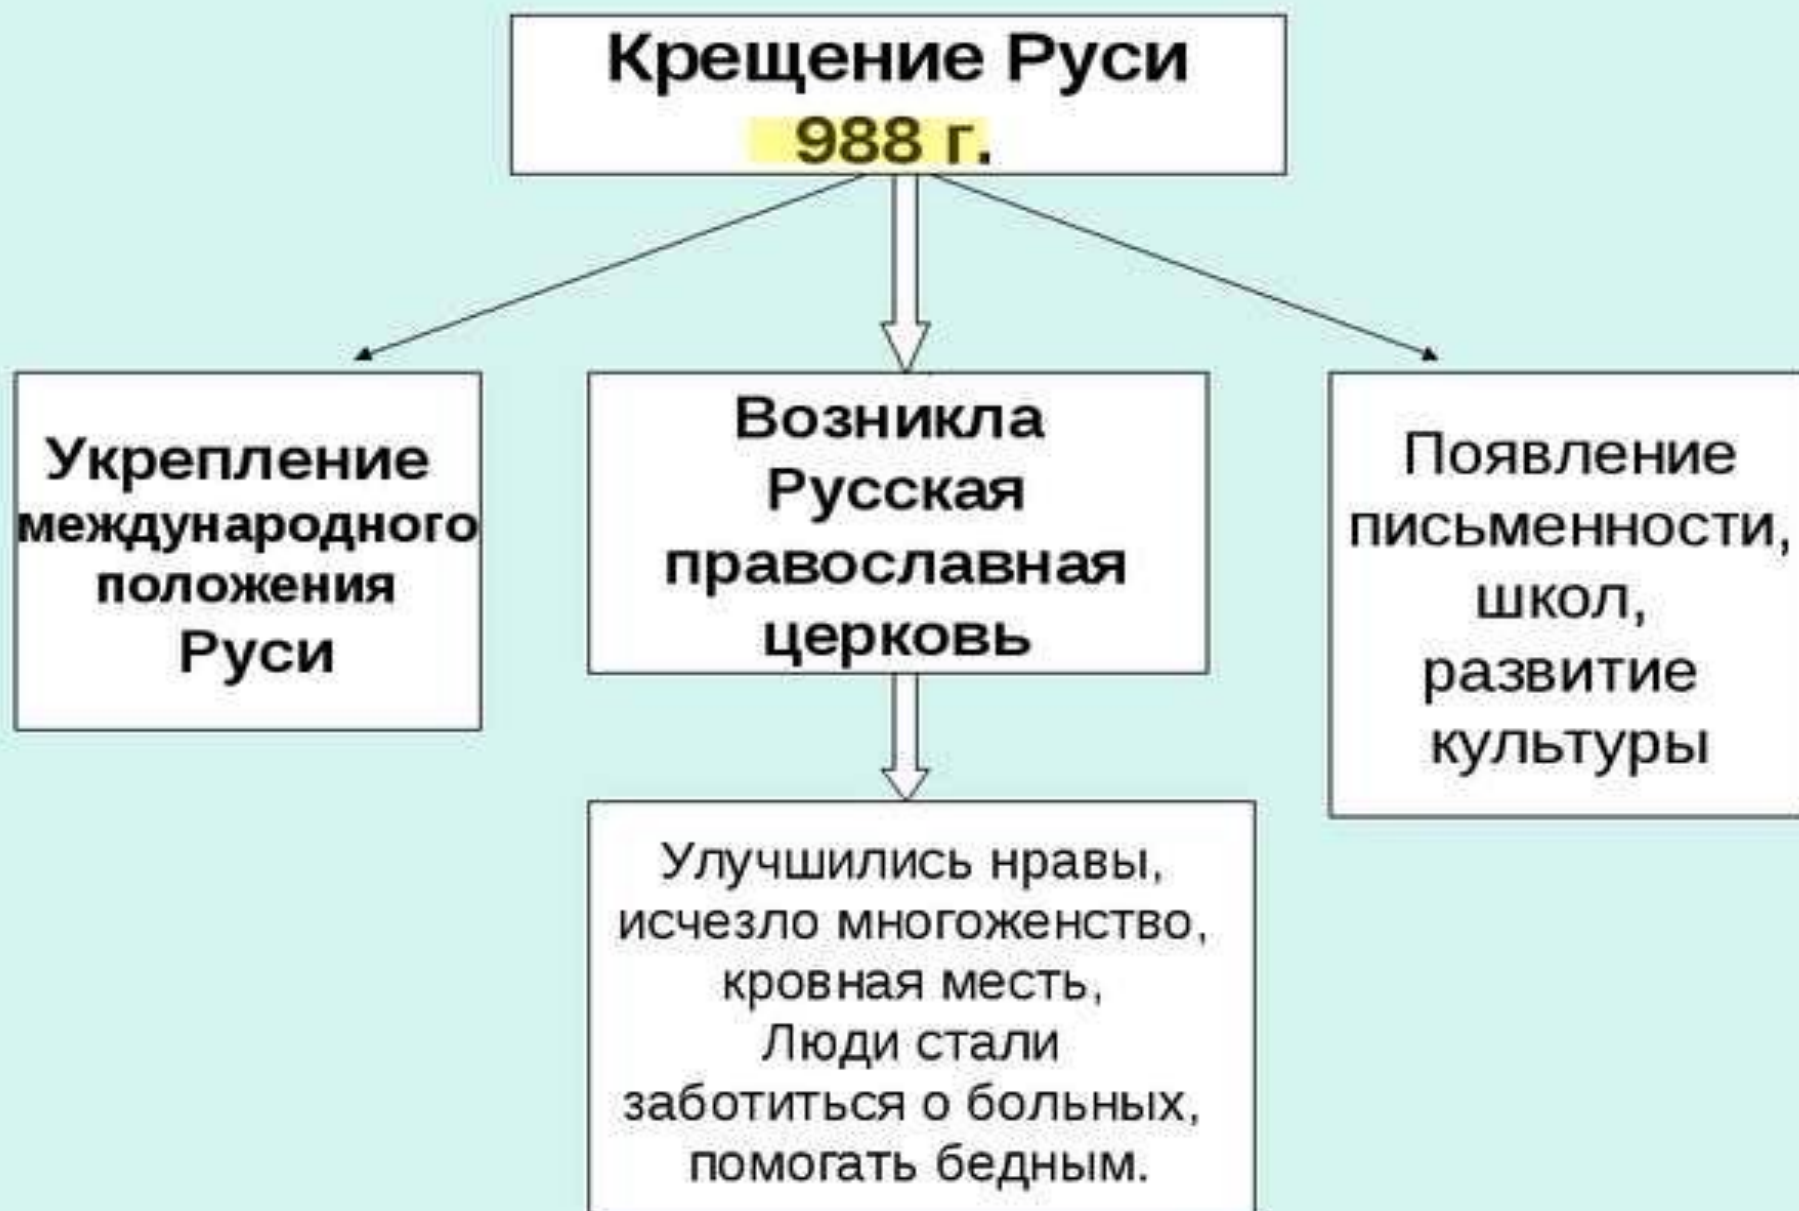 Крещение Руси
988 г.
Укрепление
международного
положения
Руси
Возникла
Русская
православная
церковь
Появление
письменности,
школ,
развитие
культуры
Улучшились нравы,
исчезло многоженство,
кровная месть,
Люди стали
заботиться о больных,
помогать бедным.